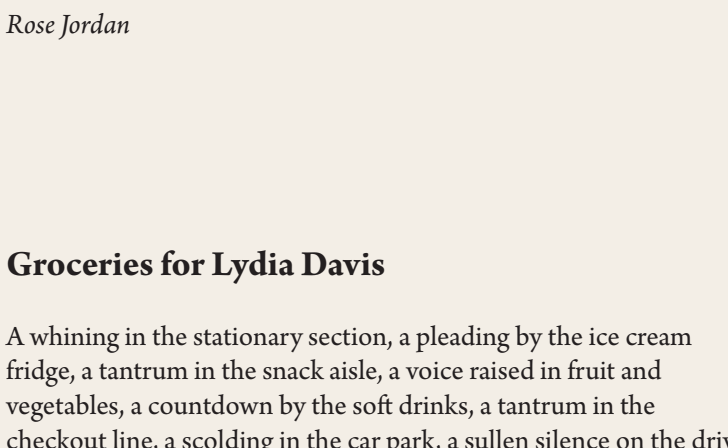 Rose Jordan
Groceries for Lydia Davis
A whining in the stationary section, a pleading by the ice cream
fridge, a tantrum in the snack aisle, a voice raised in fruit and
vegetables, a countdown by the soft drinks, a tantrum in the
checkout line, a scolding in the car park, a sullen silence on the